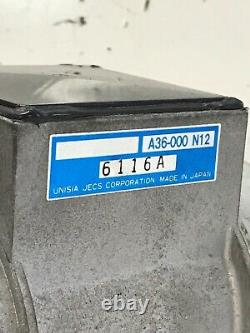 A36-000 N12
6116A
UNISIA JECS CORPORATION MADE IN JAPAN